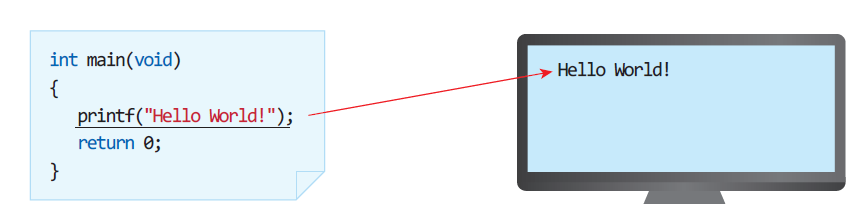 int main(void)
{
printf("Hello World!");
return 0;
}
Hello World!